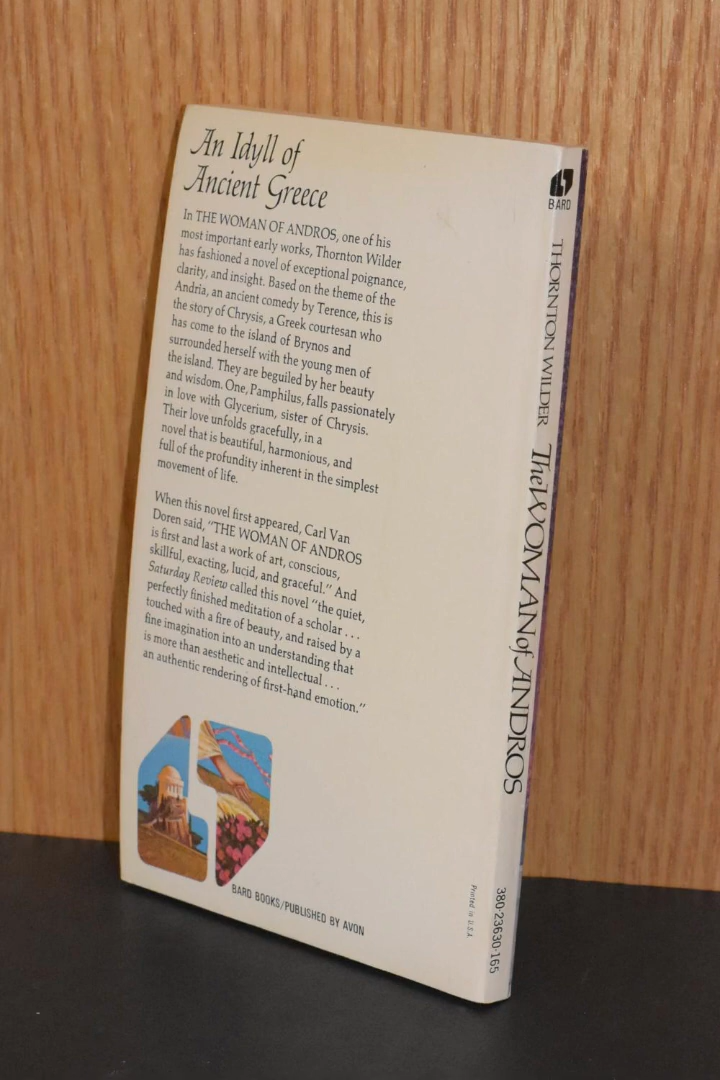 An Idyll of
Ancient Greece
In THE WOMAN OF ANDROS, one of his
most important early works, Thornton Wilder
has fashioned a novel of exceptional poignance,
clarity, and insight. Based on the theme of the
Andria, an ancient comedy by Terence, this is
the story of Chrysis, a Greek courtesan who
has come to the island of Brynos and
surrounded herself with the young men of
the island. They are beguiled by her beauty
and wisdom. One, Pamphilus, falls passionately
in love with Glycerium, sister of Chrysis.
Their love unfolds gracefully, in a
novel that is beautiful, harmonious, and
full of the profundity inherent in the simplest
movement of life.
When this novel first appeared, Carl Van
Doren said, "THE WOMAN OF ANDROS
is first and last a work of art, conscious,
skillful, exacting, lucid, and graceful." And
Saturday Review called this novel "the quiet,
perfectly finished meditation of a scholar . . .
touched with a fire of beauty, and raised by a
fine imagination into an understanding that
is more than aesthetic and intellectual . . .
an authentic rendering of first-hand emotion."
BARD BOOKS/PUBLISHED BY AVON
Printed in U.S.A.
BARD
THORNTON WILDER The WOMAN of ANDROS
380-23630-165